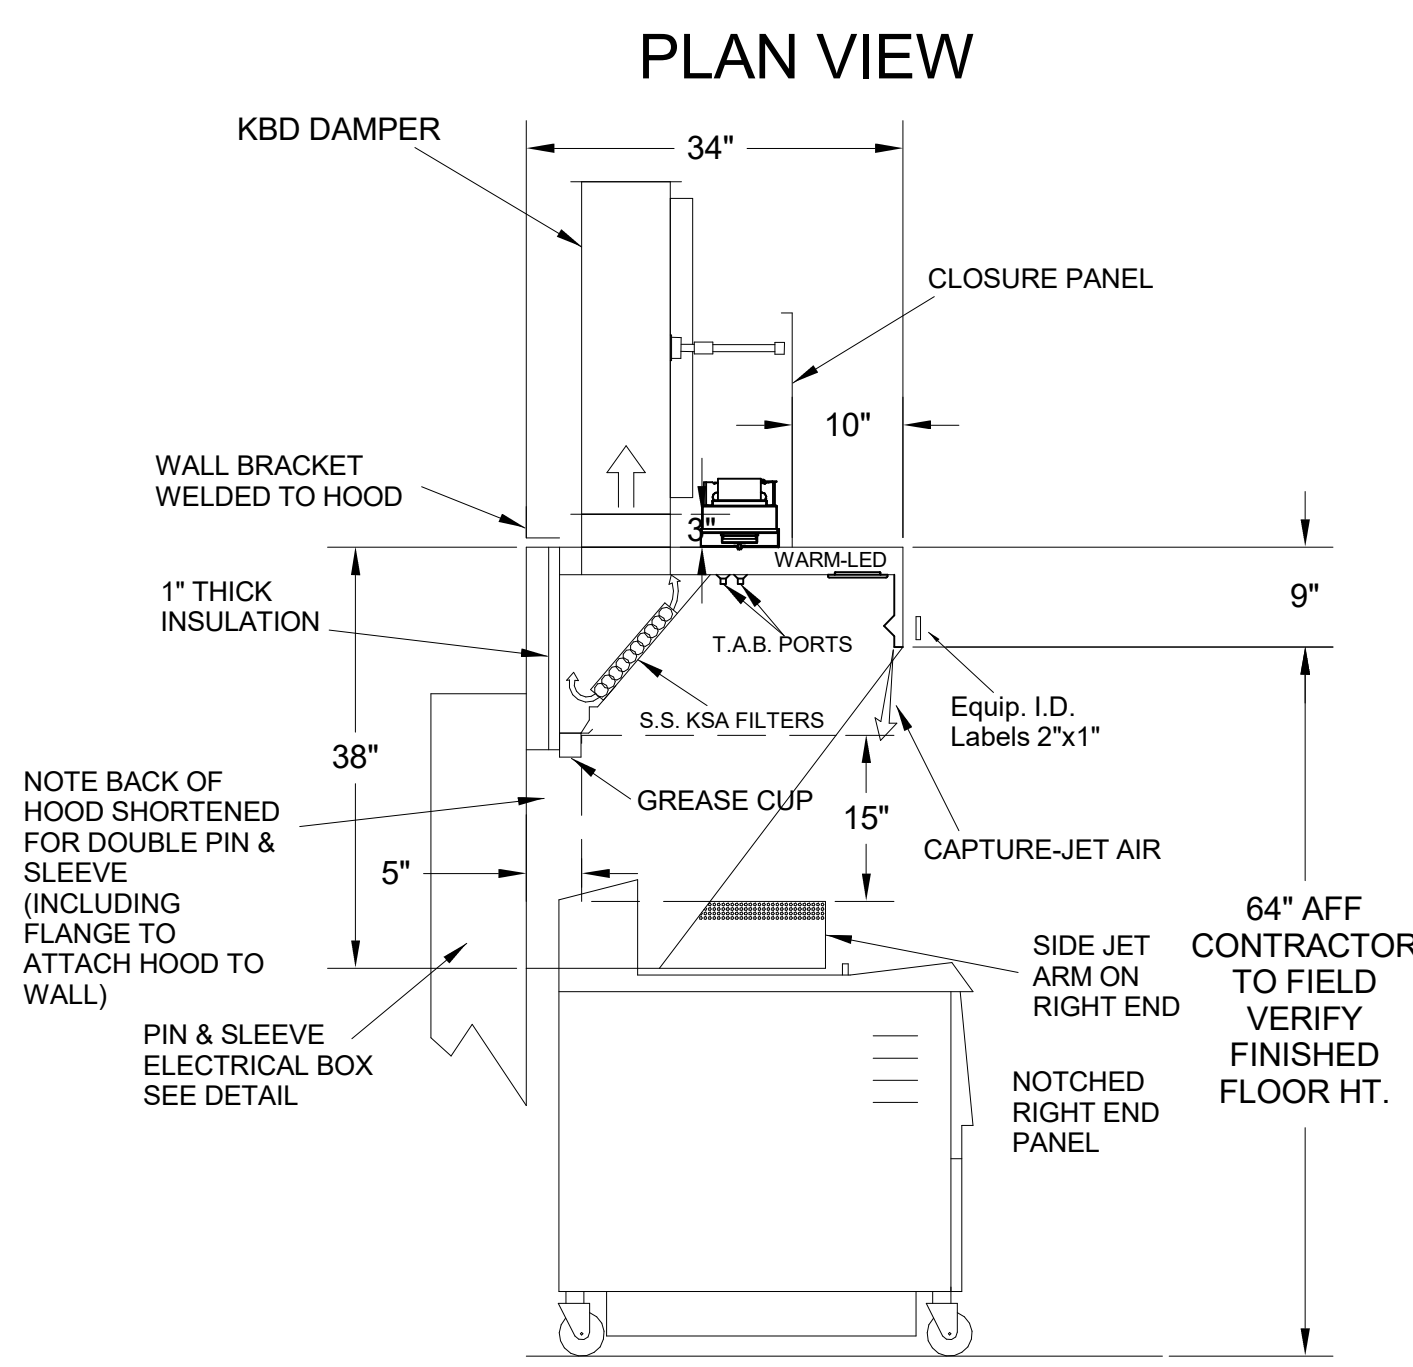 PLAN VIEW
KBD DAMPER
34"
CLOSURE PANEL
10"
WALL BRACKET
WELDED TO HOOD
3"
WARM-LED
1" THICK
INSULATION
9"
T.A.B. PORTS
S.S. KSA FILTERS
Equip. I.D.
Labels 2"x1"
38"
NOTE BACK OF
HOOD SHORTENED
FOR DOUBLE PIN &
SLEEVE
(INCLUDING
FLANGE TO
ATTACH HOOD TO
WALL)
GREASE CUP
15"
CAPTURE-JET AIR
5"
64" AFF
CONTRACTOR
TO FIELD
VERIFY
FINISHED
FLOOR HT.
SIDE JET
ARM ON
RIGHT END
PIN & SLEEVE
ELECTRICAL BOX
SEE DETAIL
NOTCHED
RIGHT END
PANEL